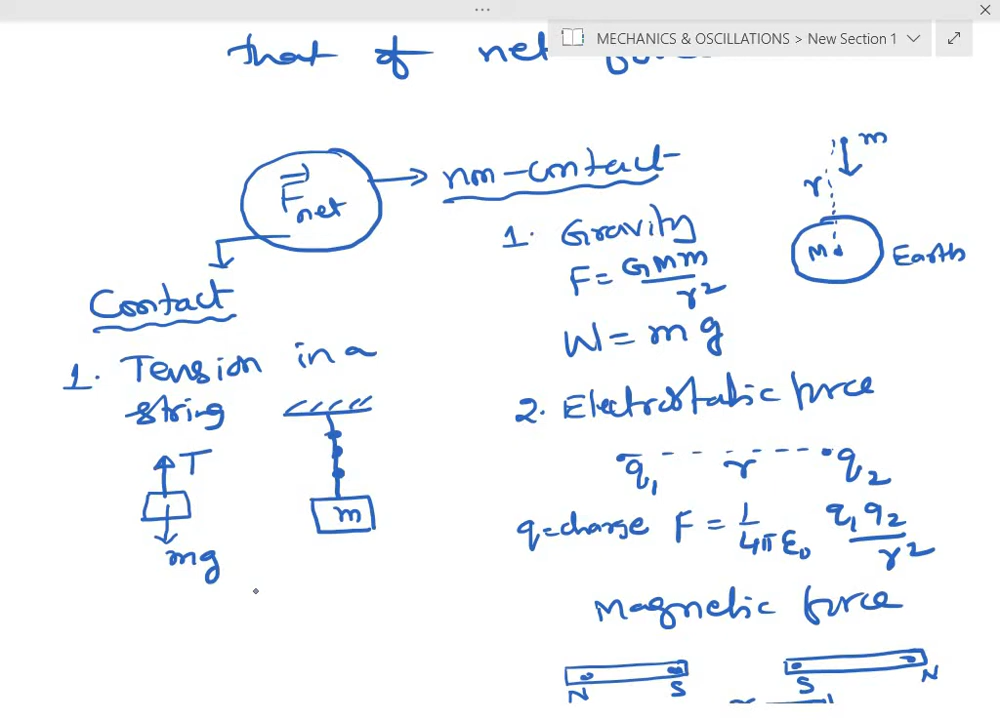 MECHANICS & OSCILLATIONS > New Section 1
that of net
F net
non-contact
m
r
M
Earth
1. Gravity
F = GMm/r²
W = mg
Contact
1. Tension in a
string
T
mg
m
2. Electrostatic force
q₁ r q₂
q=charge F = 1/4πε₀ q₁q₂/r²
Magnetic force
N S S N